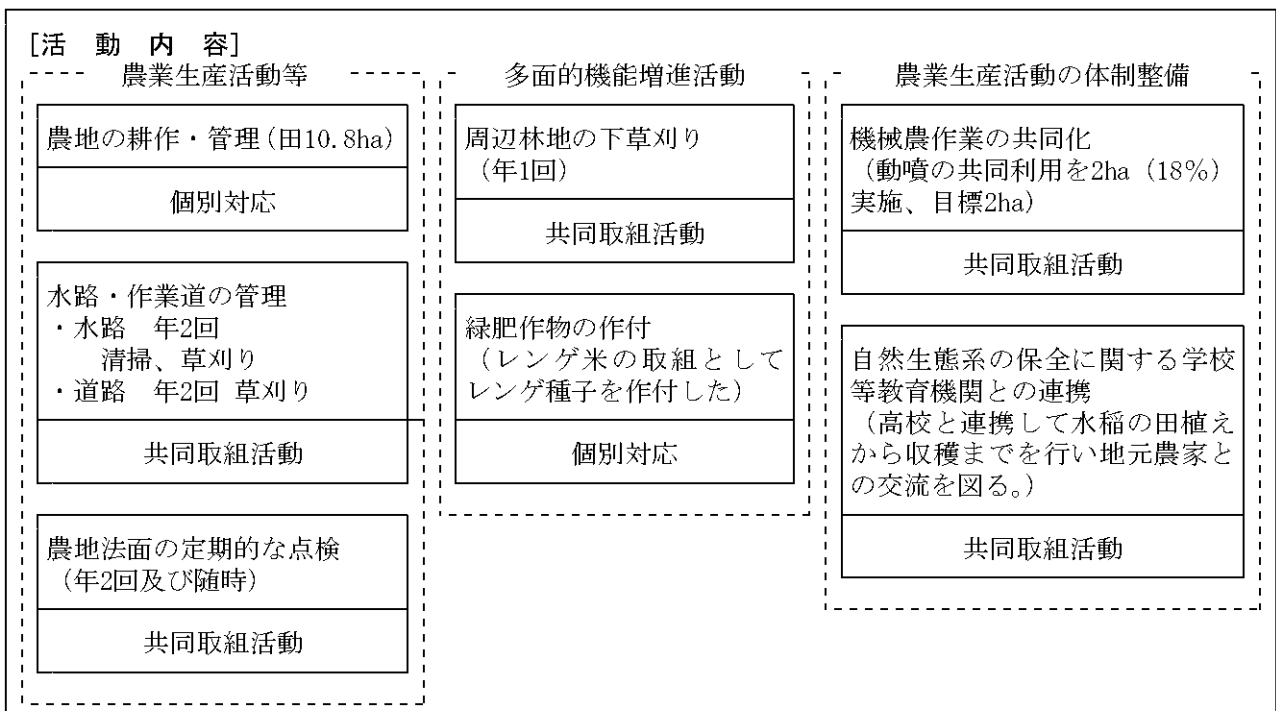 [活 動 内 容]
農業生産活動等
農地の耕作・管理(田10.8ha)
個別対応
水路・作業道の管理
・水路 年2回
清掃、草刈り
・道路 年2回 草刈り
共同取組活動
農地法面の定期的な点検
(年2回及び随時)
共同取組活動
多面的機能増進活動
周辺林地の下草刈り
(年1回)
共同取組活動
緑肥作物の作付
(レンゲ米の取組として
レンゲ種子を作付した)
個別対応
農業生産活動の体制整備
機械農作業の共同化
(動噴の共同利用を2ha(18%)
実施、目標2ha)
共同取組活動
自然生態系の保全に関する学校
等教育機関との連携
(高校と連携して水稲の田植え
から収穫までを行い地元農家と
の交流を図る。)
共同取組活動